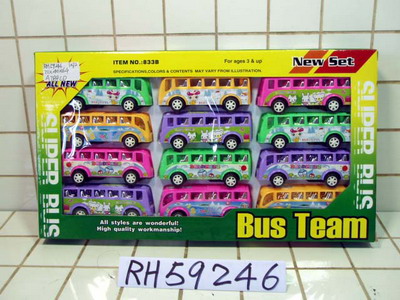 ITEM NO.:833B
For ages 3 & up!
SPECIFICATIONS,COLORS & CONTENTS MAY VARY FROM ILLUSTRATION.
New Set
ALL NEW
SUPER BUS
SUPER BUS
All styles are wonderful!
High quality workmanship!
Bus Team
RH59246